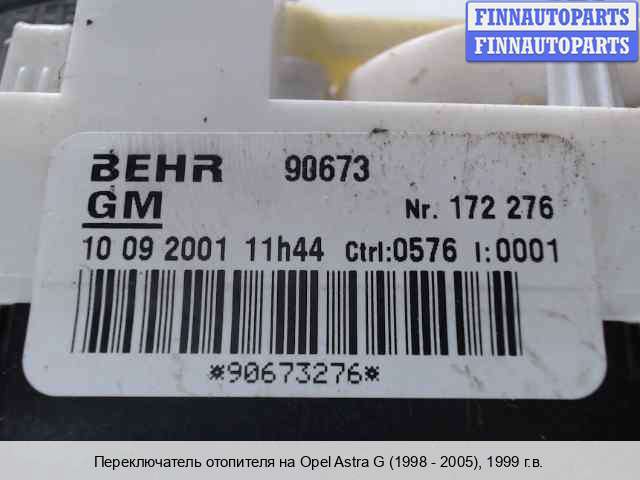 FINNAUTOPARTS
FINNAUTOPARTS
BEHR 90673
GM Nr. 172 276
10 09 2001 11h44 Ctrl:0576 I:0001
*90673276*
Переключатель отопителя на Opel Astra G (1998 - 2005), 1999 г.в.